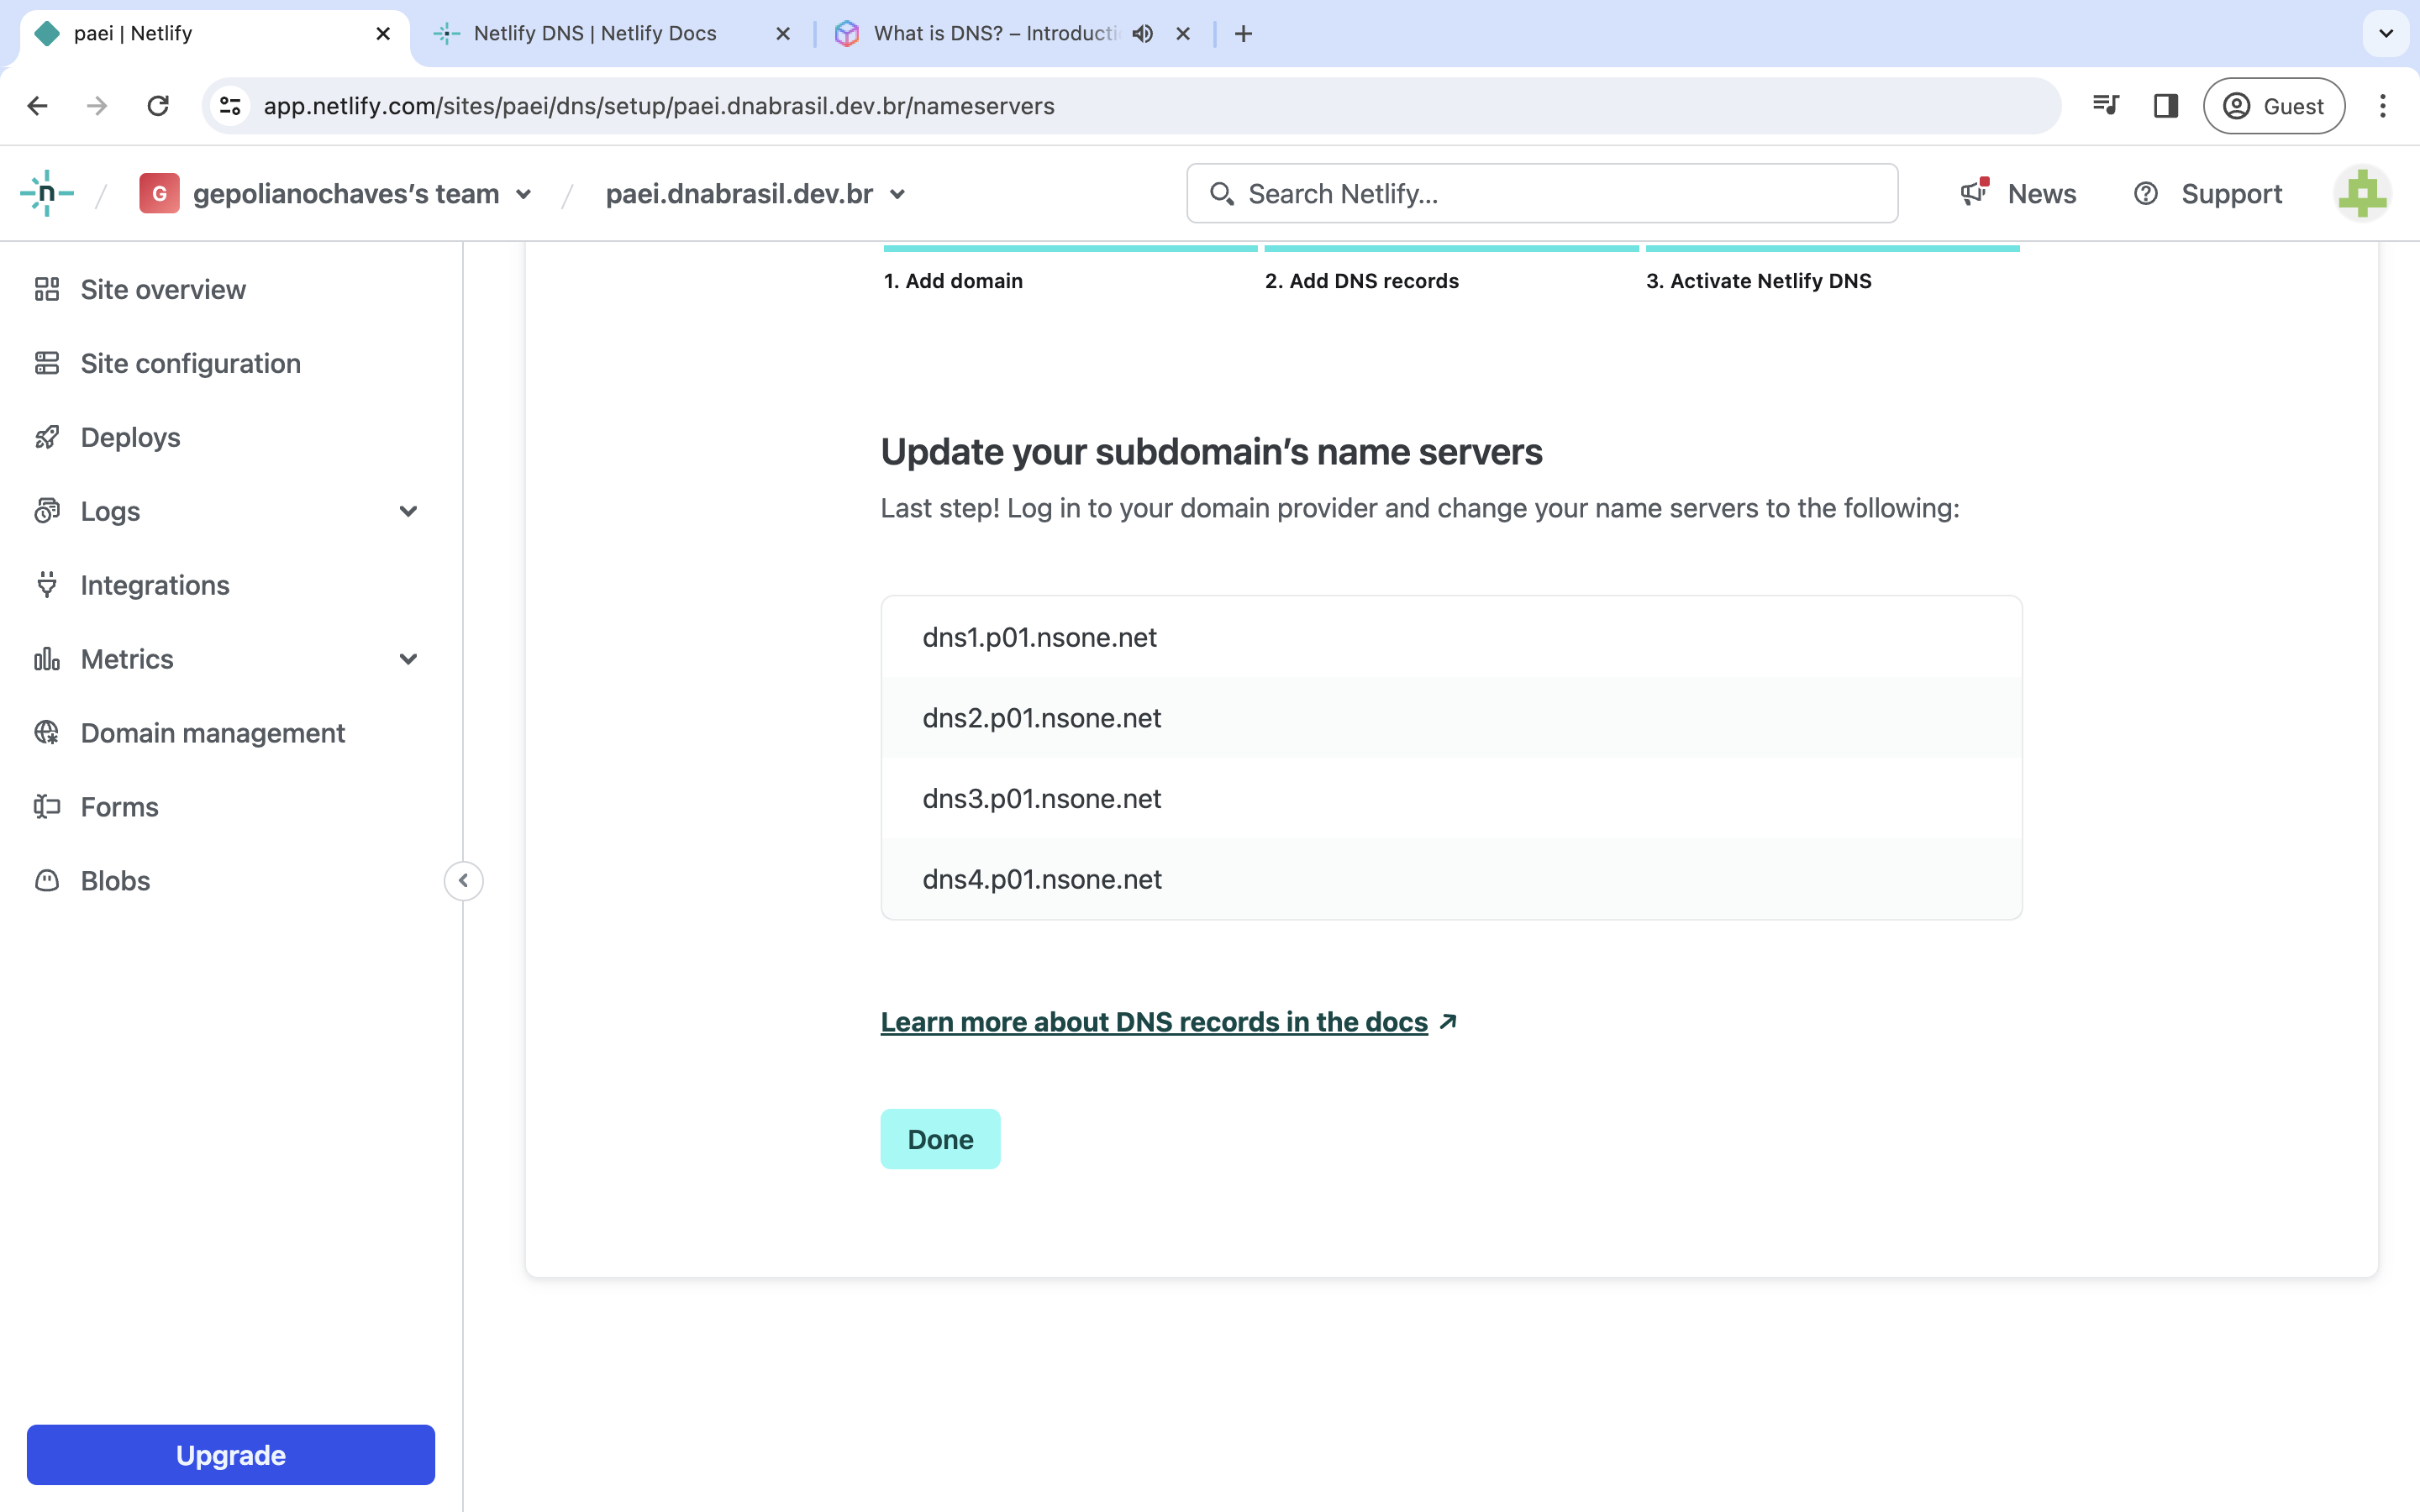 paei | Netlify
Netlify DNS | Netlify Docs
What is DNS? – Introducti
app.netlify.com/sites/paei/dns/setup/paei.dnabrasil.dev.br/nameservers
Guest
n
G
gepolianochaves’s team
paei.dnabrasil.dev.br
Search Netlify...
News
Support
Site overview
Site configuration
Deploys
Logs
Integrations
Metrics
Domain management
Forms
Blobs
Upgrade
1. Add domain
2. Add DNS records
3. Activate Netlify DNS
Update your subdomain’s name servers
Last step! Log in to your domain provider and change your name servers to the following:
dns1.p01.nsone.net
dns2.p01.nsone.net
dns3.p01.nsone.net
dns4.p01.nsone.net
Learn more about DNS records in the docs
Done